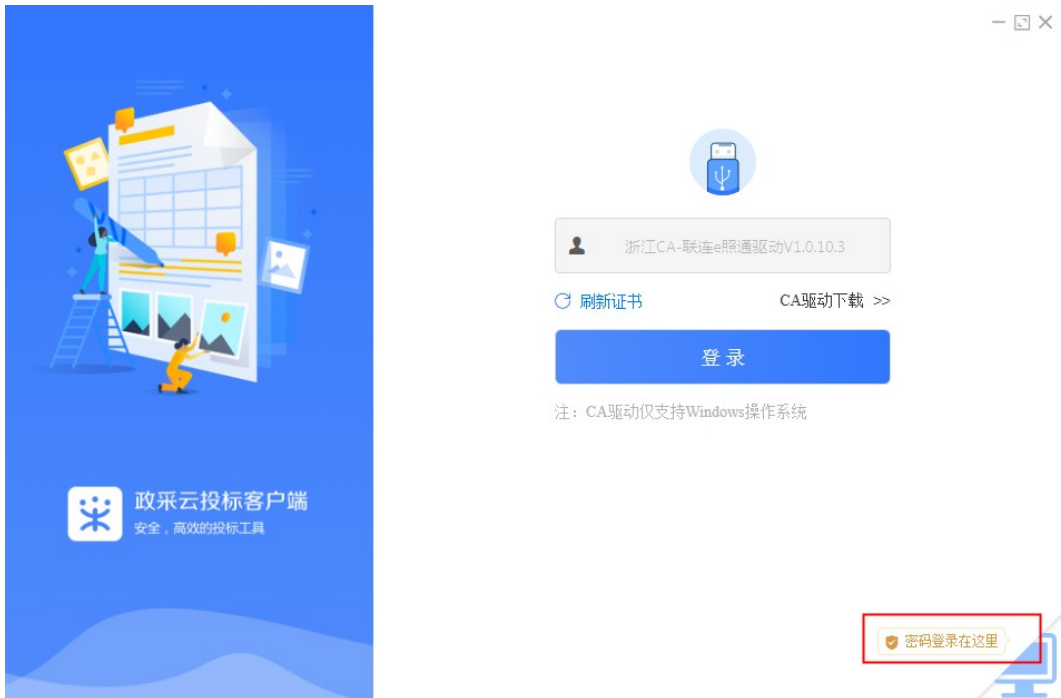 浙江CA-联连e照通驱动V1.0.10.3
刷新证书
CA驱动下载 >>
登录
注：CA驱动仅支持Windows操作系统
政采云投标客户端
安全，高效的投标工具
密码登录在这里